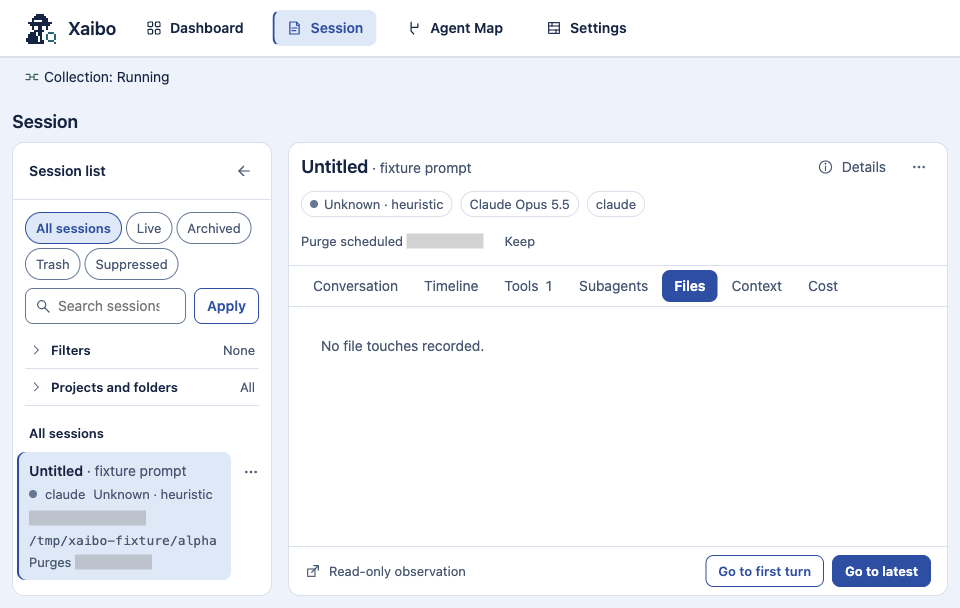 Xaibo Dashboard Session Agent Map Settings
Collection: Running
Session
Session list
All sessions Live Archived
Trash Suppressed
Search sessions Apply
Filters None
Projects and folders All
All sessions
Untitled · fixture prompt
claude Unknown · heuristic
/tmp/xaibo-fixture/alpha
Purges
Untitled · fixture prompt Details
Unknown · heuristic Claude Opus 5.5 claude
Purge scheduled Keep
Conversation Timeline Tools 1 Subagents Files Context Cost
No file touches recorded.
Read-only observation Go to first turn Go to latest